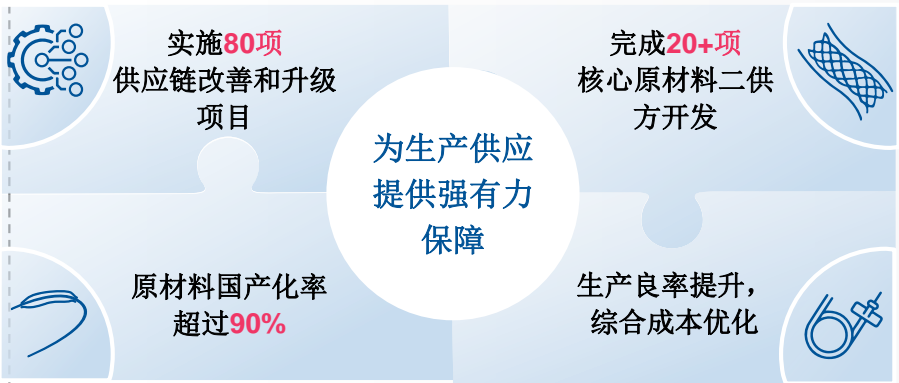 实施80项
供应链改善和升级
项目
完成20+项
核心原材料二供
方开发
为生产供应
提供强有力
保障
原材料国产化率
超过90%
生产良率提升，
综合成本优化